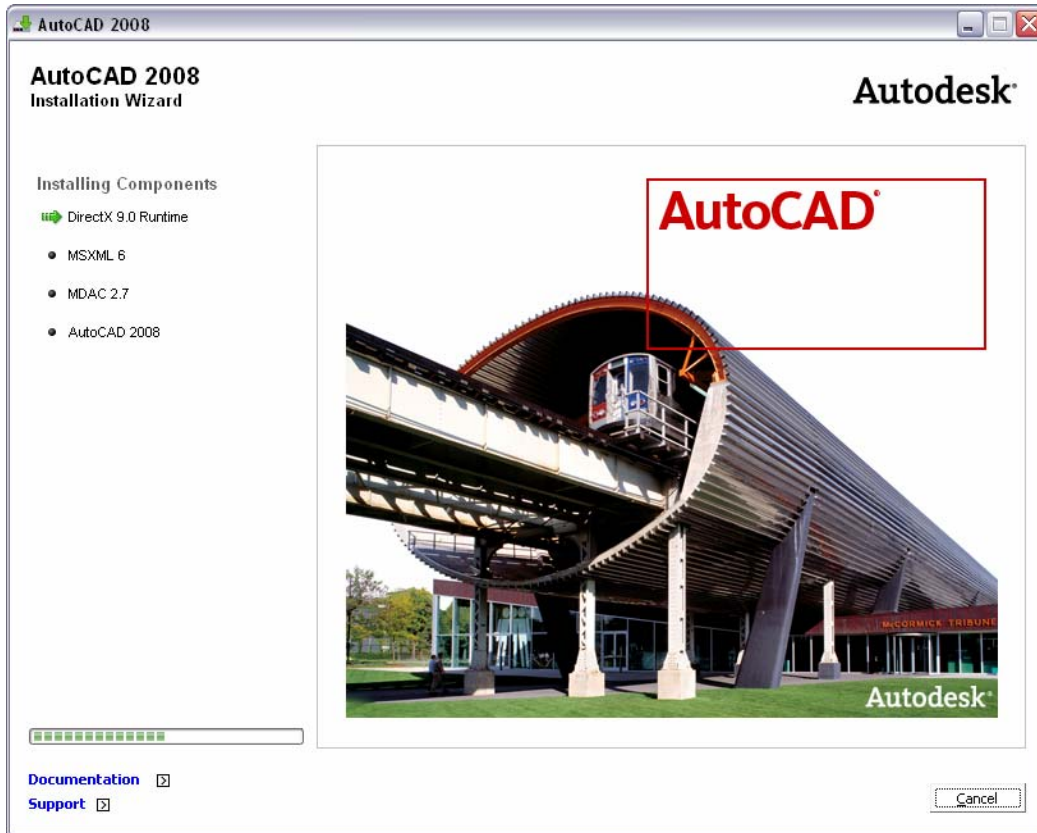 AutoCAD 2008
AutoCAD 2008
Installation Wizard
Autodesk®
Installing Components
DirectX 9.0 Runtime
MSXML 6
MDAC 2.7
AutoCAD 2008
AutoCAD®
McCORMICK TRIBUNE
Autodesk®
Documentation
Support
Cancel